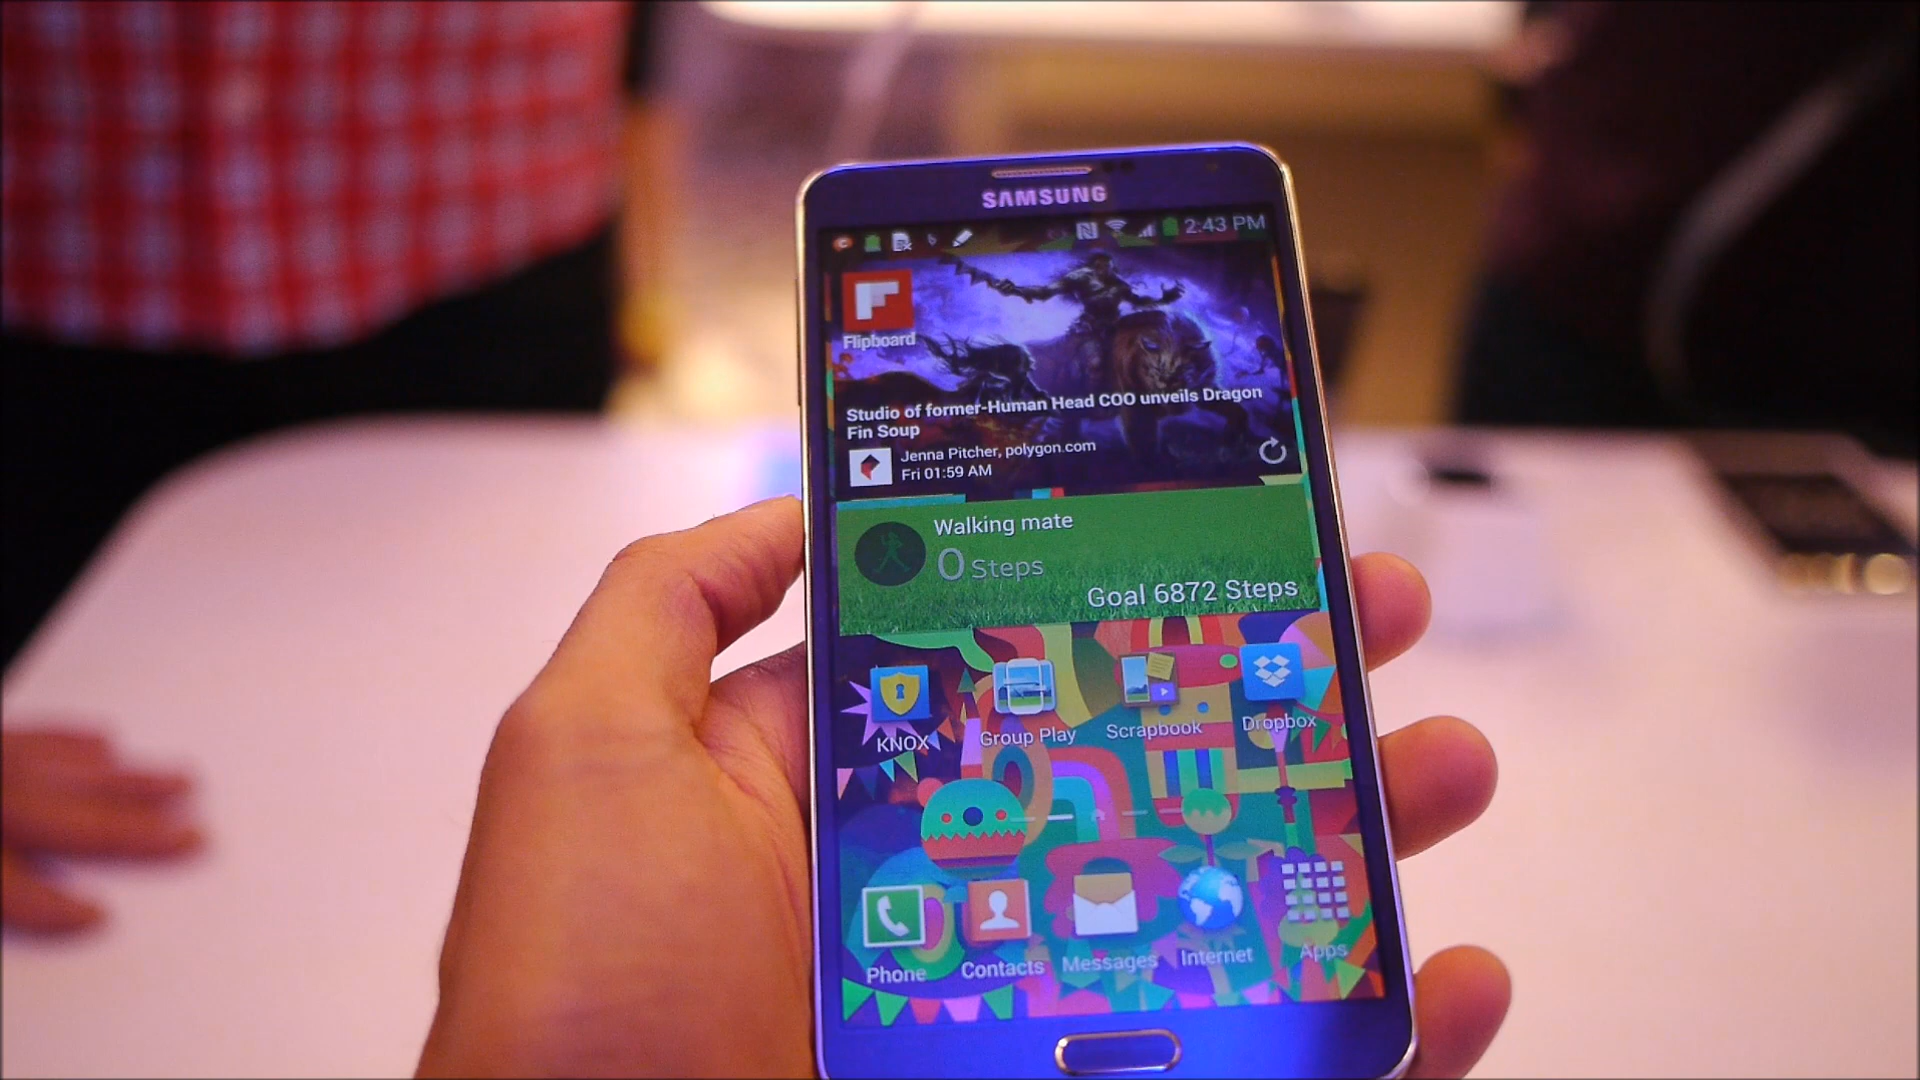 SAMSUNG
2:43 PM
Flipboard
Studio of former-Human Head COO unveils Dragon
Fin Soup
Jenna Pitcher, polygon.com
Fri 01:59 AM
Walking mate
0 Steps
Goal 6872 Steps
KNOX
Group Play
Scrapbook
Dropbox
Phone
Contacts
Messages
Internet
Apps